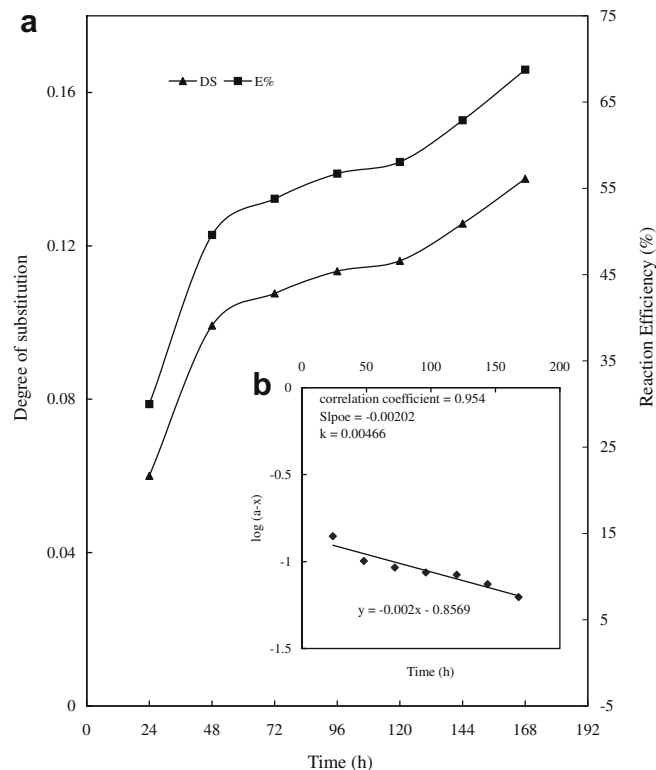 a
DS E%
0.16
0.12
0.08
0.04
0
Degree of substitution
75
65
55
45
35
25
15
5
-5
Reaction Efficiency (%)
0 24 48 72 96 120 144 168 192
Time (h)
b
0 50 100 150 200
0
-0.5
-1
-1.5
log (a-x)
correlation coefficient = 0.954
Slpoe = -0.00202
k = 0.00466
y = -0.002x - 0.8569
Time (h)